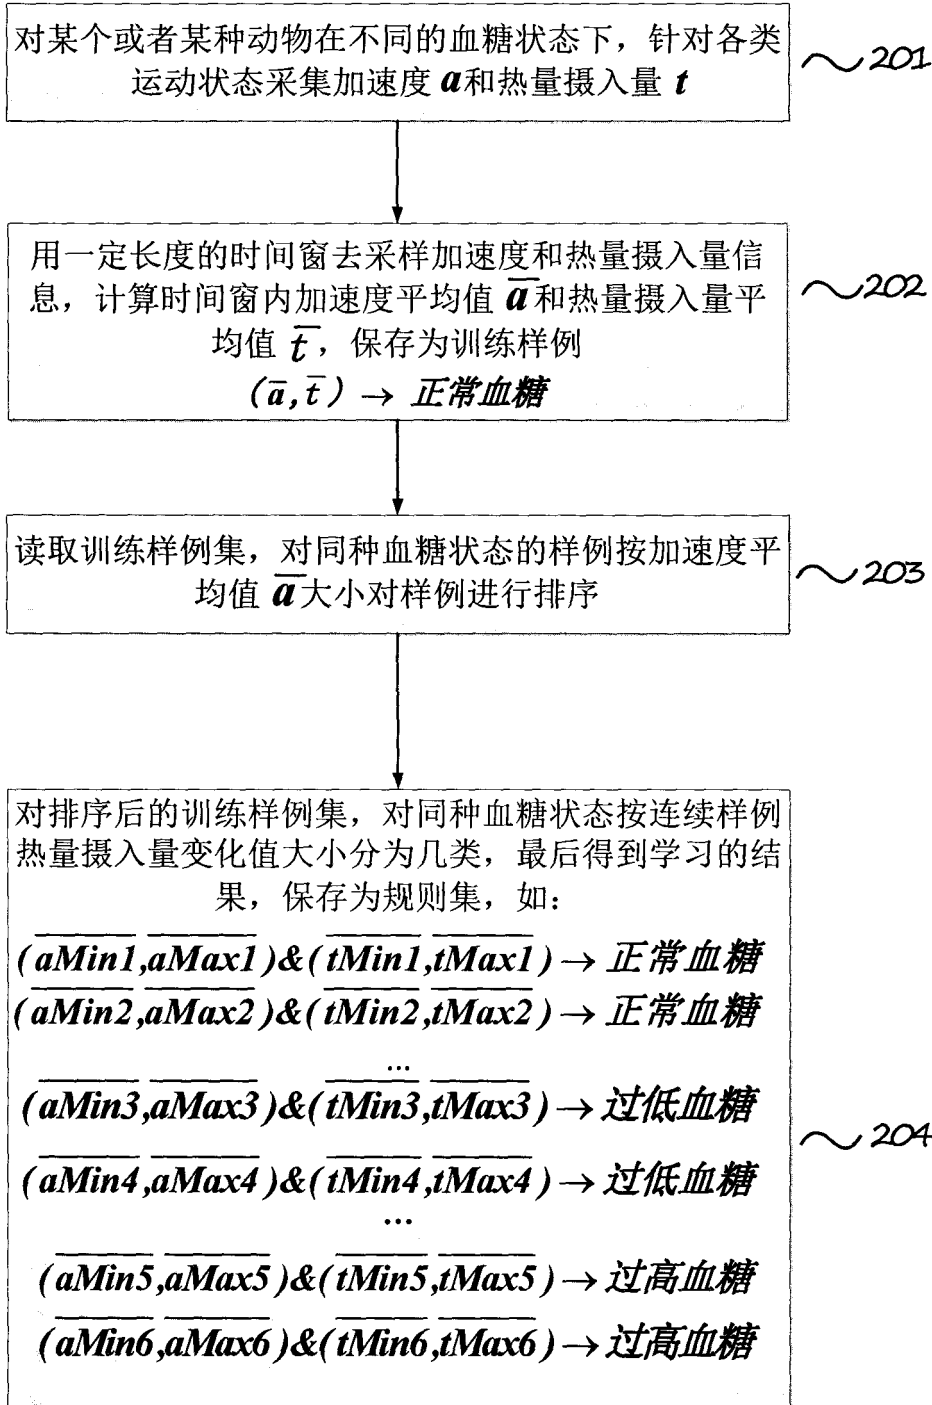 对某个或者某种动物在不同的血糖状态下，针对各类
运动状态采集加速度 a和热量摄入量 t
201
用一定长度的时间窗去采样加速度和热量摄入量信
息，计算时间窗内加速度平均值 a̅和热量摄入量平
均值 t̅，保存为训练样例
(a̅,t̅) → 正常血糖
202
读取训练样例集，对同种血糖状态的样例按加速度平
均值 a̅大小对样例进行排序
203
对排序后的训练样例集，对同种血糖状态按连续样例
热量摄入量变化值大小分为几类，最后得到学习的结
果，保存为规则集，如：
(aMin1,aMax1)&(tMin1,tMax1)→ 正常血糖
(aMin2,aMax2)&(tMin2,tMax2)→ 正常血糖
...
(aMin3,aMax3)&(tMin3,tMax3)→ 过低血糖
(aMin4,aMax4)&(tMin4,tMax4)→ 过低血糖
...
(aMin5,aMax5)&(tMin5,tMax5)→ 过高血糖
(aMin6,aMax6)&(tMin6,tMax6)→ 过高血糖
204